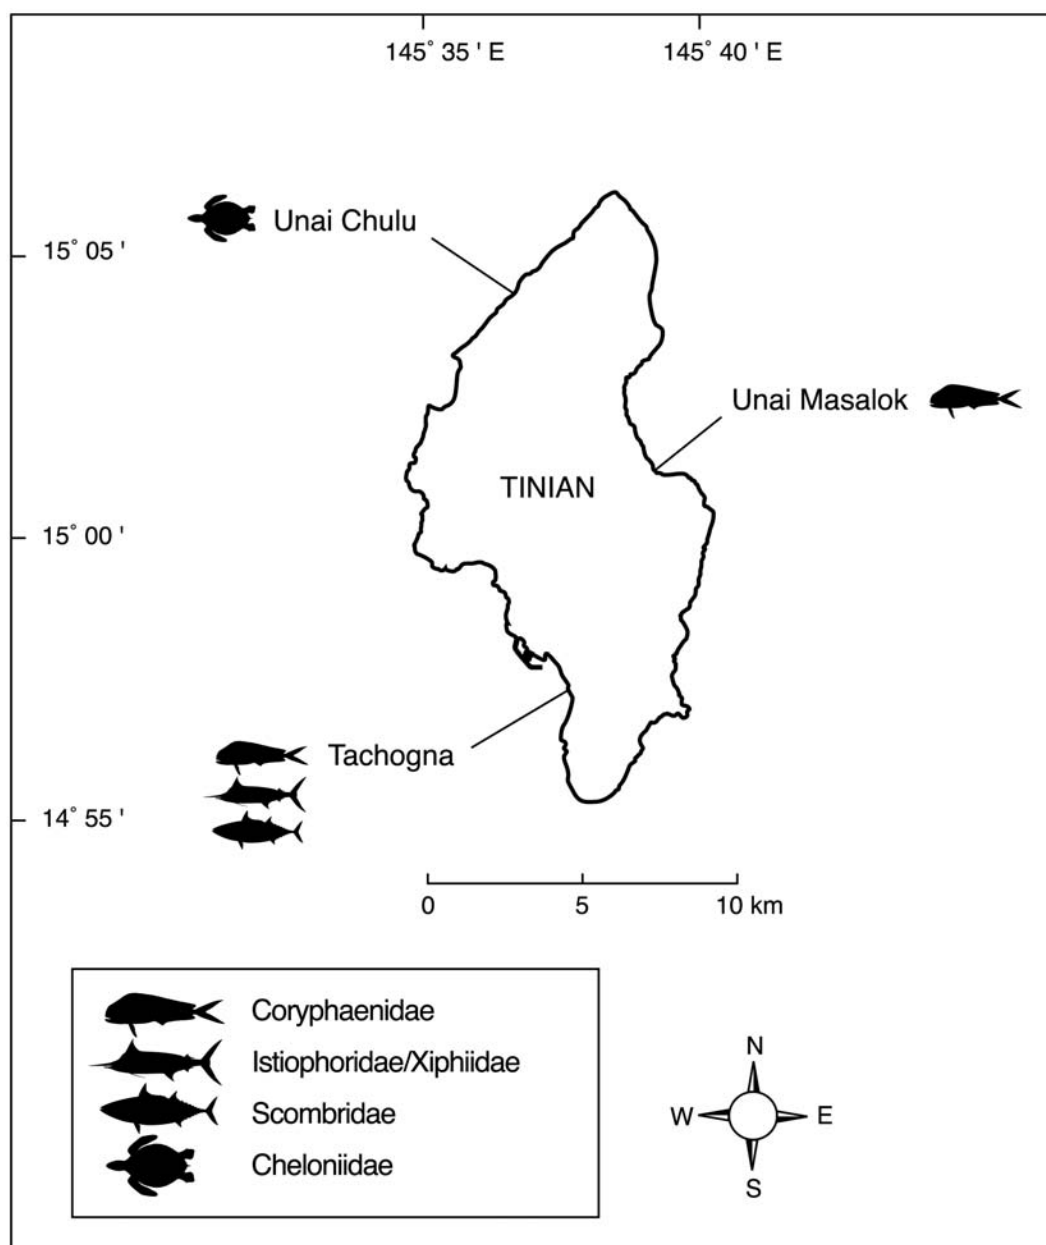 145° 35 ' E
145° 40 ' E
Unai Chulu
15° 05 '
Unai Masalok
TINIAN
15° 00 '
Tachogna
14° 55 '
0 5 10 km
Coryphaenidae
Istiophoridae/Xiphiidae
Scombridae
Cheloniidae
N
W E
S